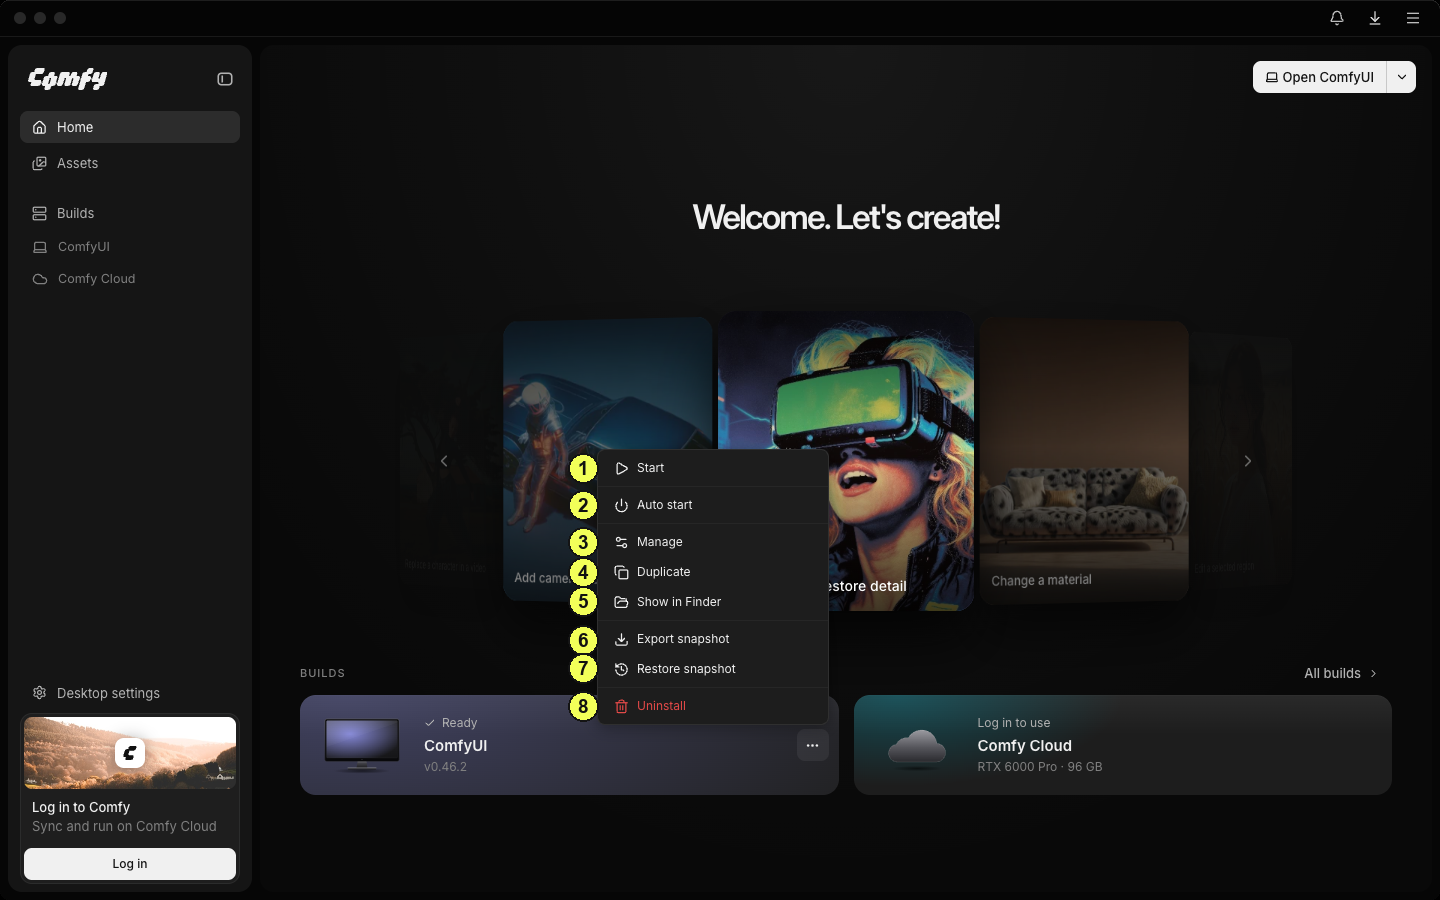 Comfy
Open ComfyUI
Home
Assets
Builds
ComfyUI
Comfy Cloud
Welcome. Let's create!
1 Start
2 Auto start
3 Manage
4 Duplicate
5 Show in Finder
6 Export snapshot
7 Restore snapshot
8 Uninstall
Add came
estore detail
Change a material
BUILDS
All builds
Ready
ComfyUI
v0.46.2
Log in to use
Comfy Cloud
RTX 6000 Pro · 96 GB
Desktop settings
Log in to Comfy
Sync and run on Comfy Cloud
Log in